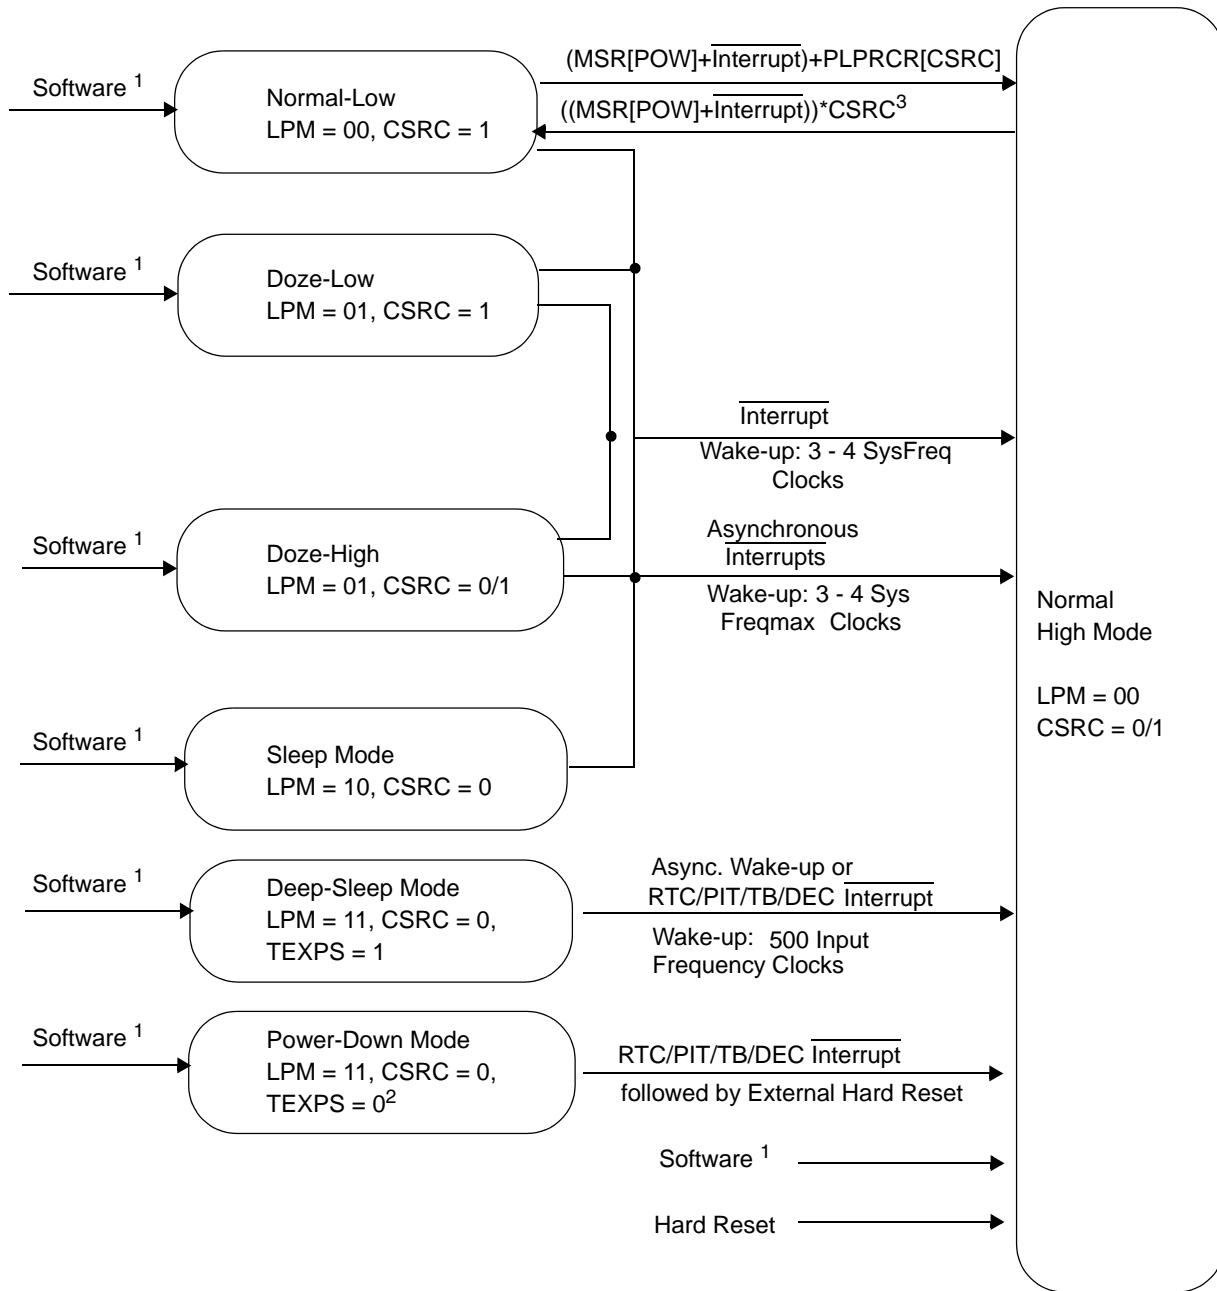 Software 1
Normal-Low
LPM = 00, CSRC = 1
(MSR[POW]+Interrupt)+PLPRCR[CSRC]
((MSR[POW]+Interrupt))*CSRC3
Software 1
Doze-Low
LPM = 01, CSRC = 1
Interrupt
Wake-up: 3 - 4 SysFreq
Clocks
Software 1
Doze-High
LPM = 01, CSRC = 0/1
Asynchronous
Interrupts
Wake-up: 3 - 4 Sys
Freqmax Clocks
Normal
High Mode
LPM = 00
CSRC = 0/1
Software 1
Sleep Mode
LPM = 10, CSRC = 0
Software 1
Deep-Sleep Mode
LPM = 11, CSRC = 0,
TEXPS = 1
Async. Wake-up or
RTC/PIT/TB/DEC Interrupt
Wake-up: 500 Input
Frequency Clocks
Software 1
Power-Down Mode
LPM = 11, CSRC = 0,
TEXPS = 02
RTC/PIT/TB/DEC Interrupt
followed by External Hard Reset
Software 1
Hard Reset